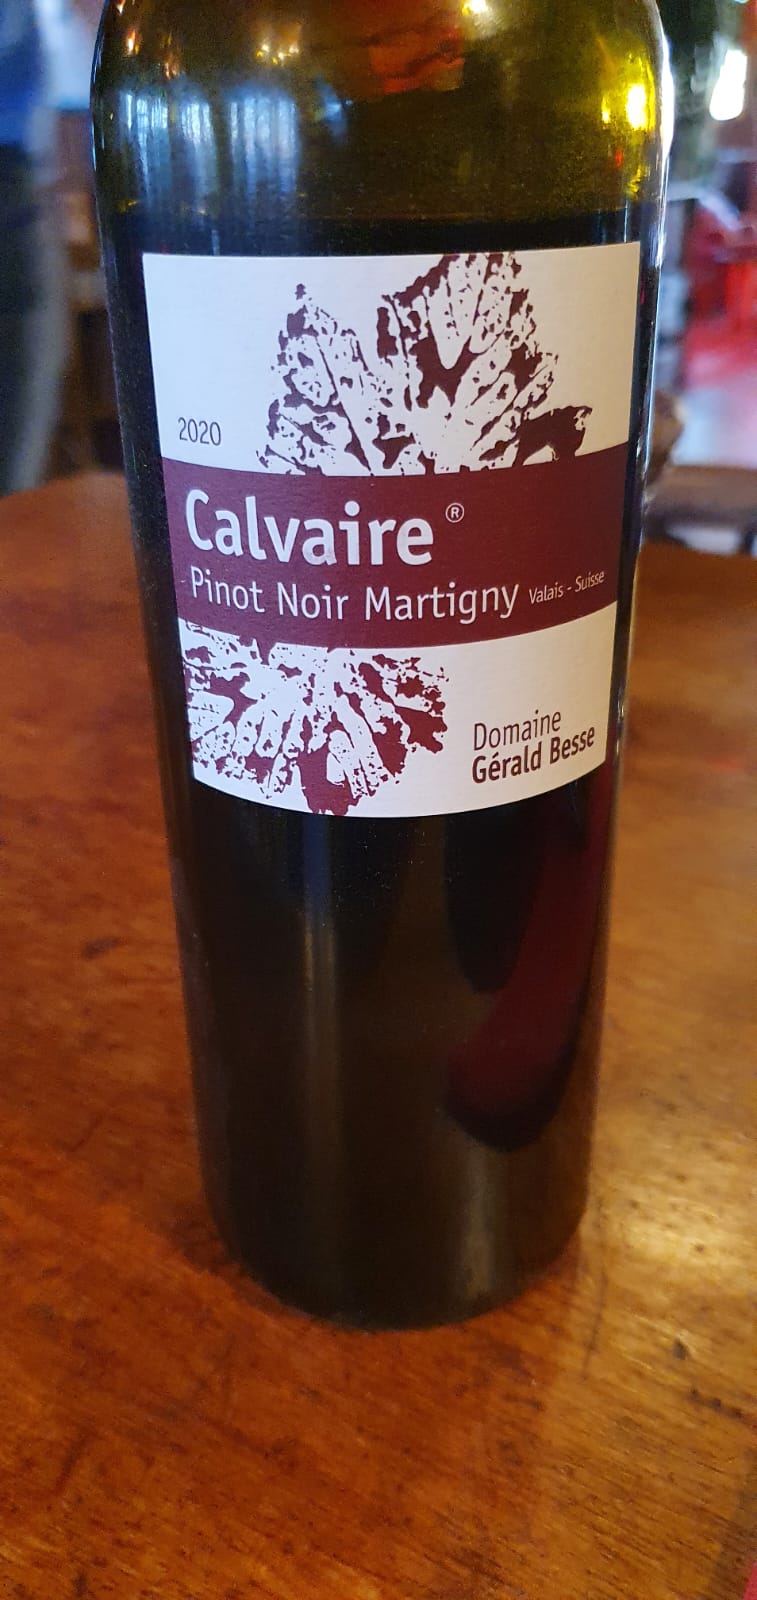 2020
Calvaire ®
Pinot Noir Martigny Valais - Suisse
Domaine
Gérald Besse